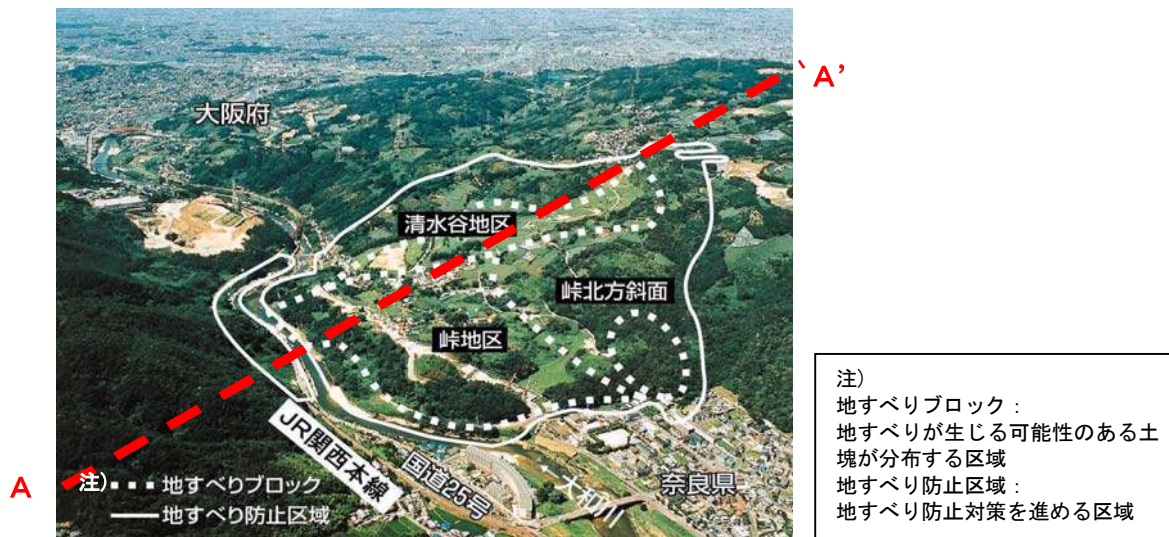 `A'
大阪府
清水谷地区
峠北方斜面
峠地区
JR関西本線
国道25号
大和川
奈良県
A
注)
地すべりブロック
地すべり防止区域
注)
地すべりブロック：
地すべりが生じる可能性のある土
塊が分布する区域
地すべり防止区域：
地すべり防止対策を進める区域